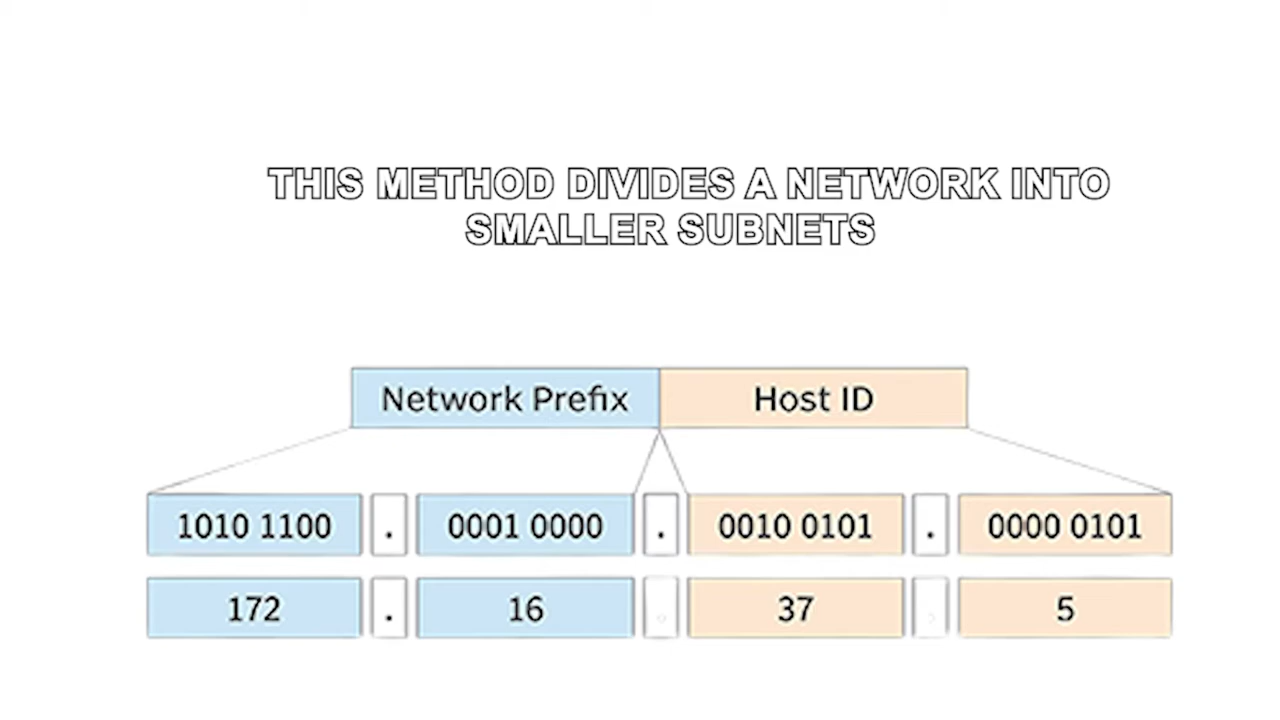 THIS METHOD DIVIDES A NETWORK INTO
SMALLER SUBNETS
Network Prefix Host ID
1010 1100 . 0001 0000 . 0010 0101 . 0000 0101
172 . 16 . 37 . 5